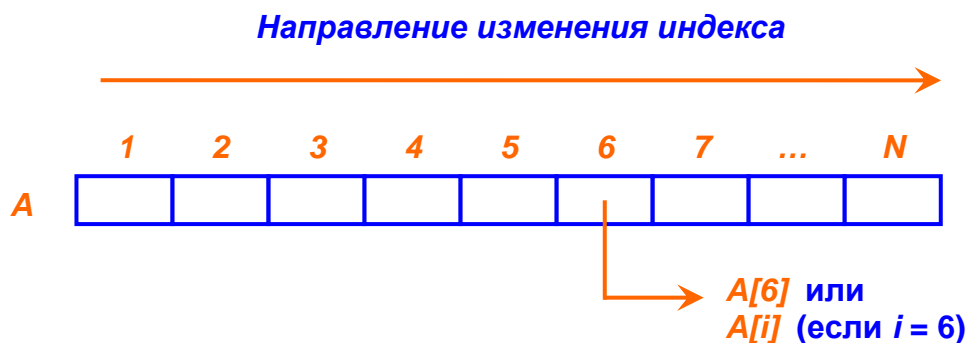 Направление изменения индекса
1 2 3 4 5 6 7 … N
A
A[6] или
A[i] (если i = 6)